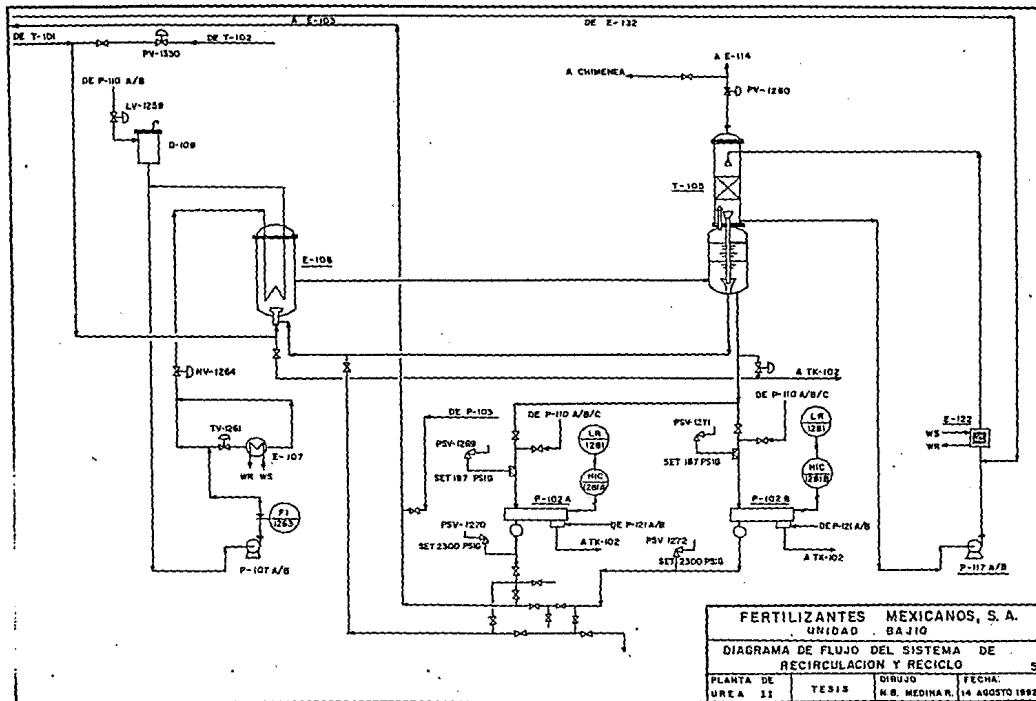 A E-103
DE E-132
DE T-101
DE T-102
PV-1330
A E-114
A CHIMENEA
PV-1280
DE P-110 A/B
LV-1259
D-109
T-105
E-108
HV-1264
A TK-102
DE P-103
DE P-110 A/B/C
DE P-110 A/B/C
PSV-1269
LR
1281
PSV-1271
LR
1281
E-122
WS
WR
TV-1261
E-107
WR
WS
SET 187 PSIG
HIC
1281A
SET 187 PSIG
HIC
1281B
P-102 A
P-102 B
FI
1263
PSV-1270
DE P-121 A/B
DE P-121 A/B
SET 2300 PSIG
A TK-102
PSV 1272
SET 2300 PSIG
A TK-102
P-107 A/B
P-117 A/B
FERTILIZANTES MEXICANOS, S. A.
UNIDAD BAJIO
DIAGRAMA DE FLUJO DEL SISTEMA DE
RECIRCULACION Y RECICLO 5
PLANTA DE
UREA II
TESIS
DIBUJO
N.B. MEDINA R.
FECHA:
14 AGOSTO 1992